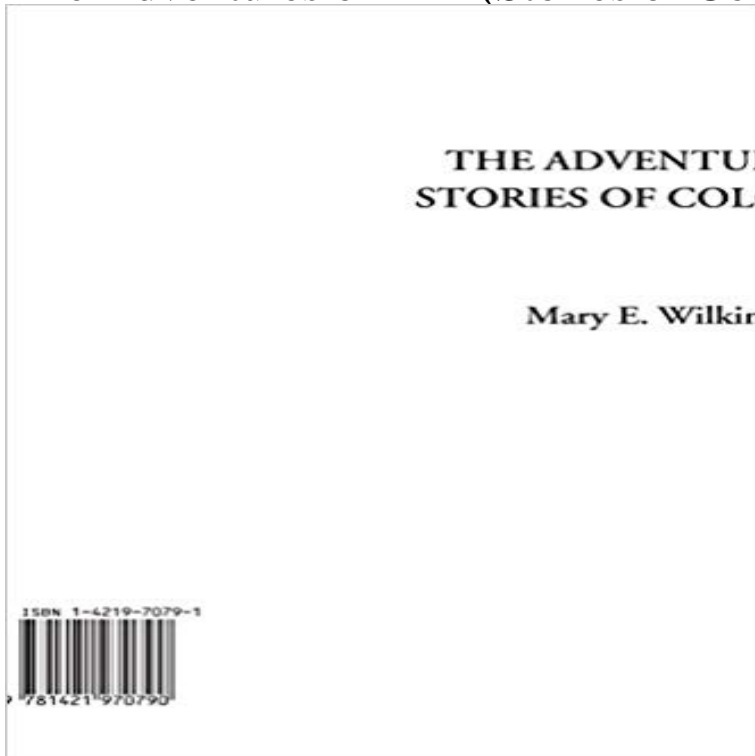 THE ADVENTU
STORIES OF COL
Mary E. Wilkin
ISBN 1-4219-7079-1
9 781421 970790